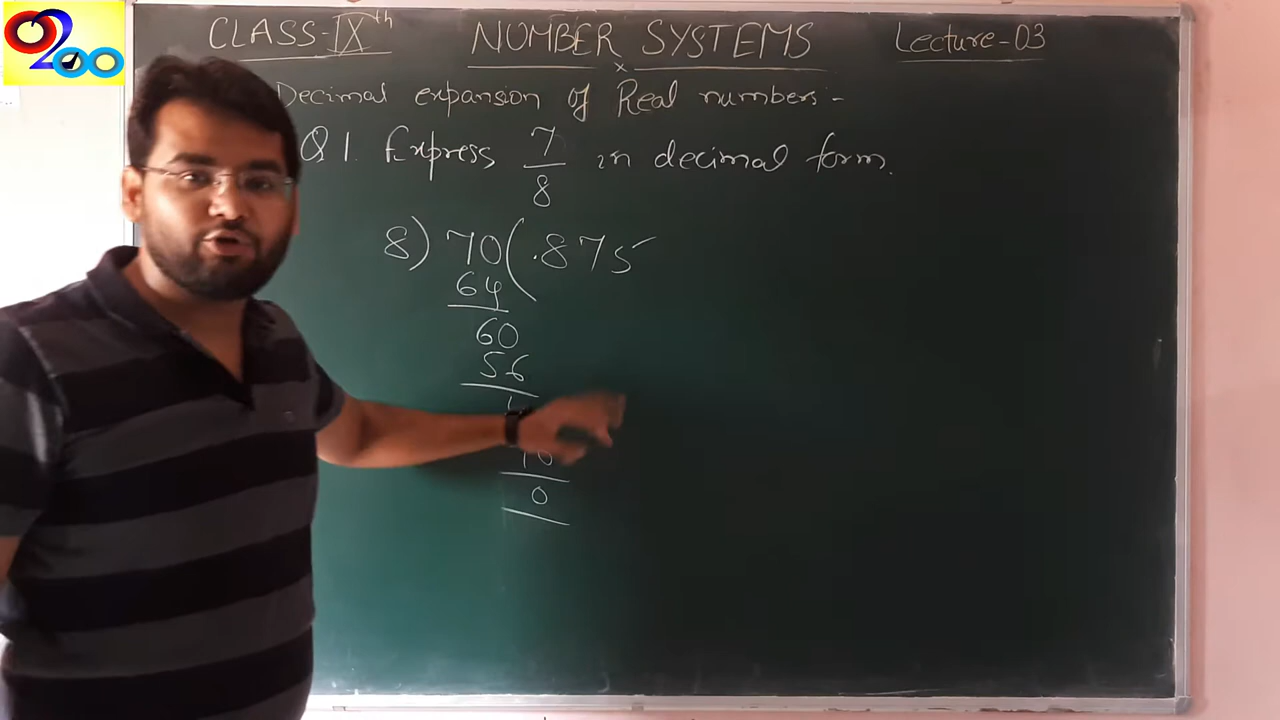 O2OO
CLASS-IXth NUMBER SYSTEMS Lecture-03
Decimal expansion of Real numbers:-
Q1. Express 7/8 in decimal form.
8) 70 ( .875
64
60
56
0